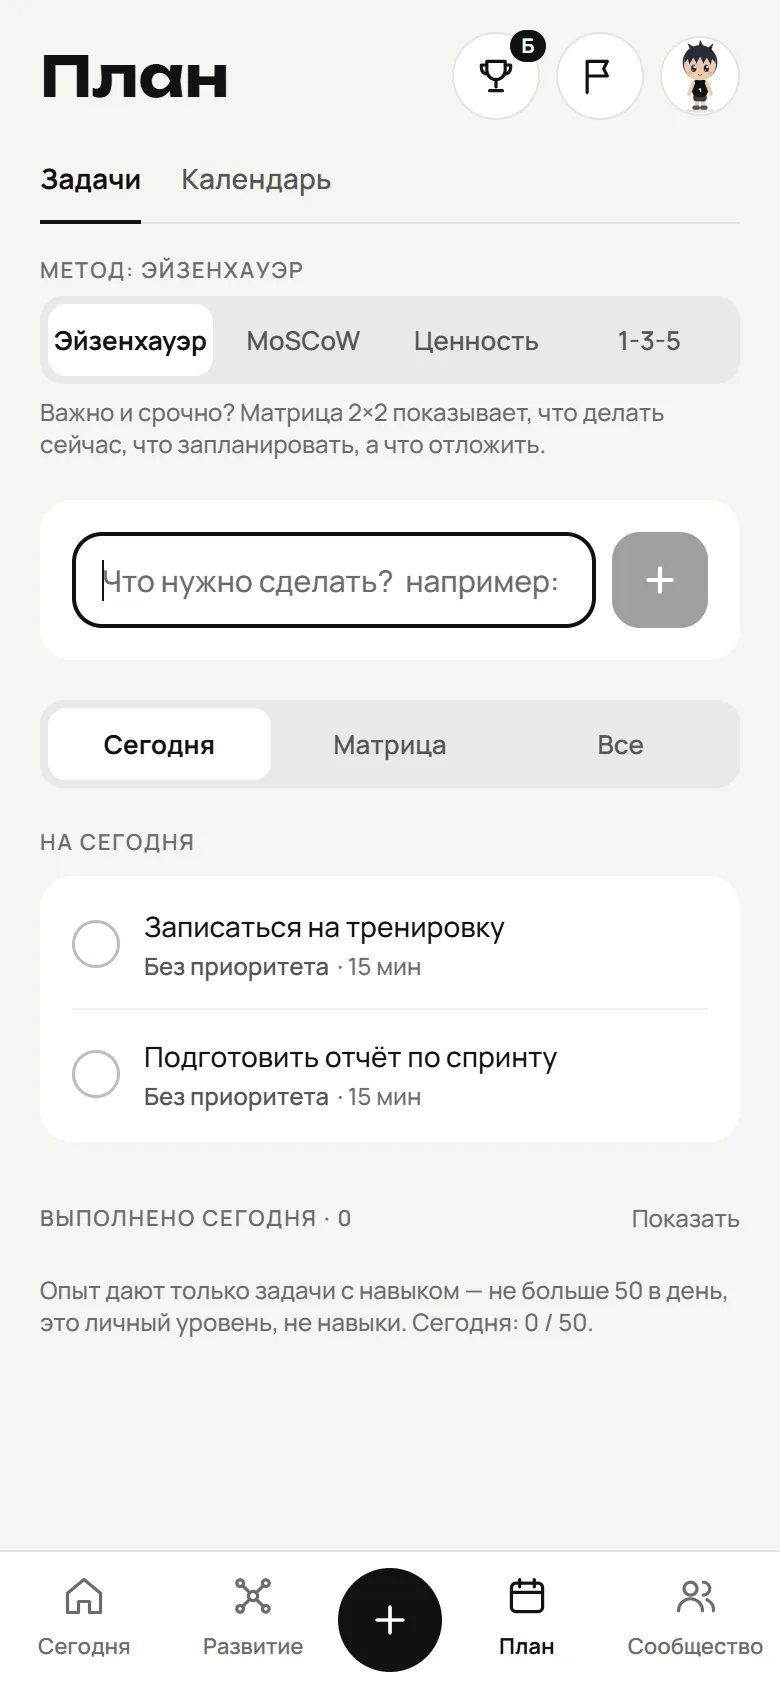 План
Б
Задачи Календарь
МЕТОД: ЭЙЗЕНХАУЭР
Эйзенхауэр MoSCoW Ценность 1-3-5
Важно и срочно? Матрица 2×2 показывает, что делать
сейчас, что запланировать, а что отложить.
Что нужно сделать? например:
Сегодня Матрица Все
НА СЕГОДНЯ
Записаться на тренировку
Без приоритета · 15 мин
Подготовить отчёт по спринту
Без приоритета · 15 мин
ВЫПОЛНЕНО СЕГОДНЯ · 0 Показать
Опыт дают только задачи с навыком — не больше 50 в день,
это личный уровень, не навыки. Сегодня: 0 / 50.
Сегодня Развитие План Сообщество